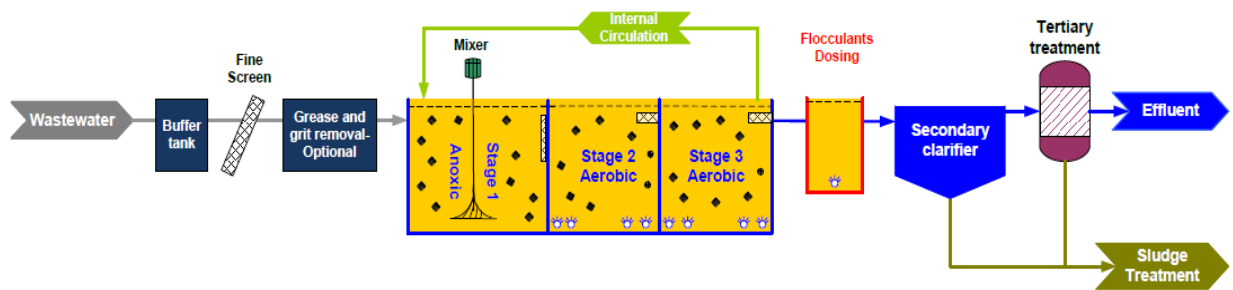 Internal
Circulation
Mixer
Flocculants
Dosing
Tertiary
treatment
Fine
Screen
Wastewater
Buffer
tank
Grease and
grit removal-
Optional
Stage 1
Anoxic
Stage 2
Aerobic
Stage 3
Aerobic
Secondary
clarifier
Effluent
Sludge
Treatment